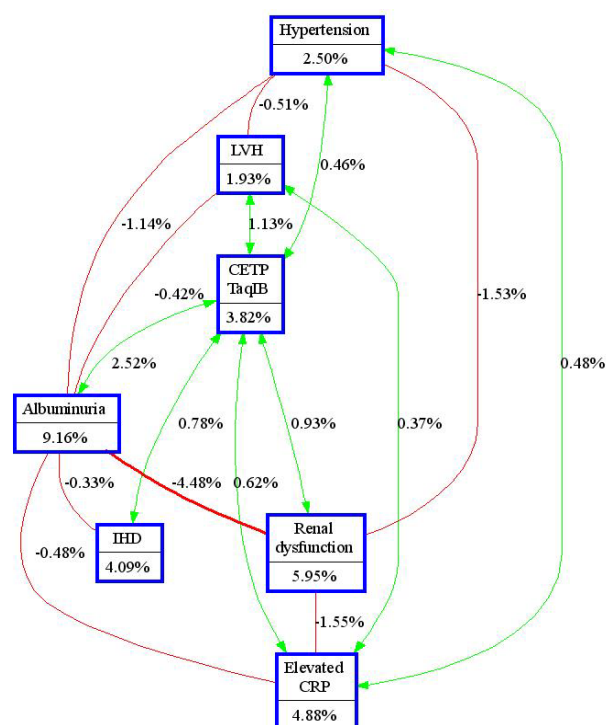 Hypertension
2.50%
-0.51%
LVH
1.93%
0.46%
-1.14%
1.13%
CETP
TaqIB
3.82%
-0.42%
-1.53%
2.52%
0.48%
Albuminuria
9.16%
0.78%
0.93%
0.37%
-0.33%
-4.48%
0.62%
IHD
4.09%
Renal
dysfunction
5.95%
-0.48%
-1.55%
Elevated
CRP
4.88%